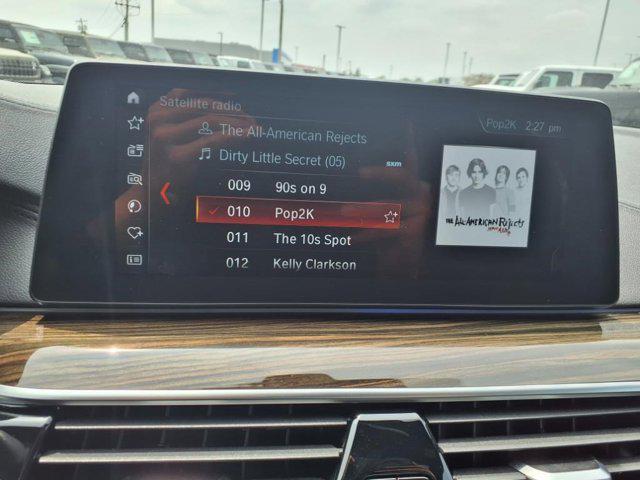 Satellite radio
Pop2K 2:27 pm
The All-American Rejects
Dirty Little Secret (05)
sxm
009 90s on 9
010 Pop2K
011 The 10s Spot
012 Kelly Clarkson
THE ALL-AMERICAN REJECTS